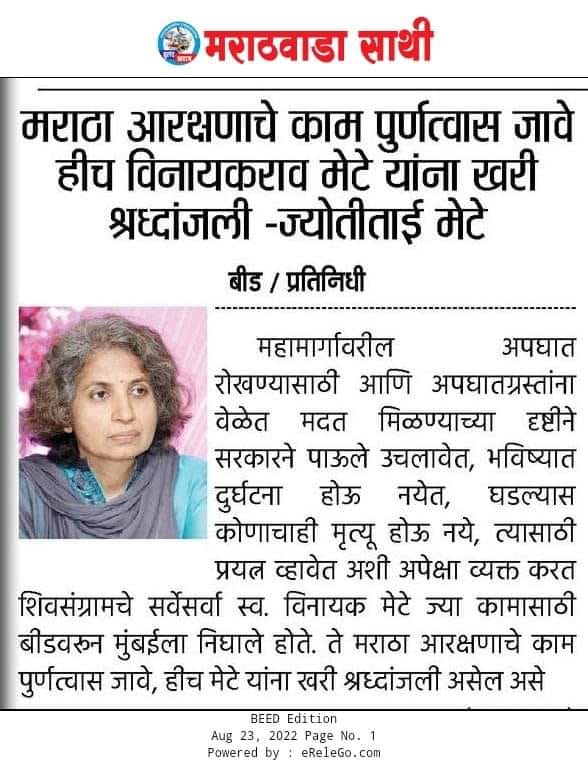 मराठवाडा साथी
मराठा आरक्षणाचे काम पुर्णत्वास जावे
हीच विनायकराव मेटे यांना खरी
श्रध्दांजली -ज्योतीताई मेटे
बीड / प्रतिनिधी
महामार्गावरील अपघात
रोखण्यासाठी आणि अपघातग्रस्तांना
वेळेत मदत मिळण्याच्या दृष्टीने
सरकारने पाऊले उचलावेत, भविष्यात
दुर्घटना होऊ नयेत, घडल्यास
कोणाचाही मृत्यू होऊ नये, त्यासाठी
प्रयत्न व्हावेत अशी अपेक्षा व्यक्त करत
शिवसंग्रामचे सर्वेसर्वा स्व. विनायक मेटे ज्या कामासाठी
बीडवरून मुंबईला निघाले होते. ते मराठा आरक्षणाचे काम
पुर्णत्वास जावे, हीच मेटे यांना खरी श्रध्दांजली असेल असे
BEED Edition
Aug 23, 2022 Page No. 1
Powered by : eReleGo.com